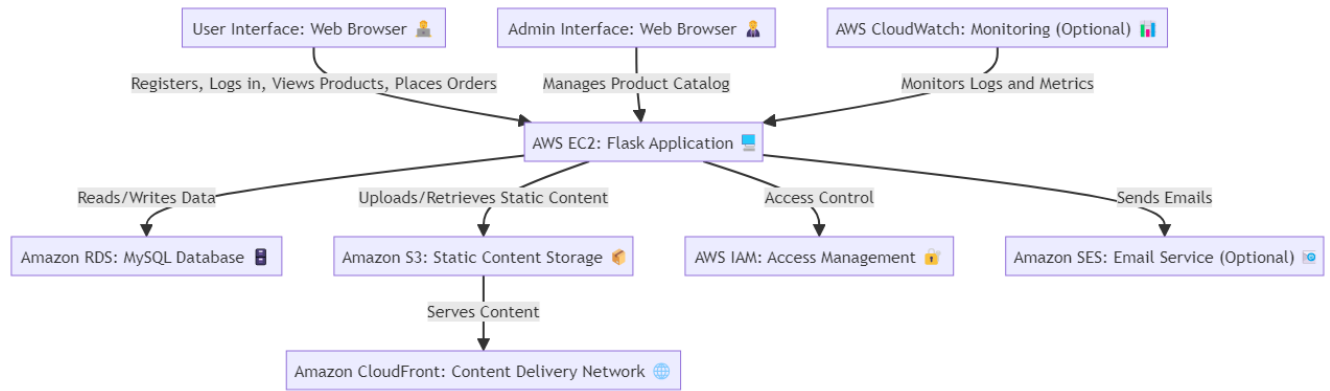 User Interface: Web Browser 🧑‍💻
Admin Interface: Web Browser 🧑‍💼
AWS CloudWatch: Monitoring (Optional) 📊
Registers, Logs in, Views Products, Places Orders
Manages Product Catalog
Monitors Logs and Metrics
AWS EC2: Flask Application 🖥️
Reads/Writes Data
Uploads/Retrieves Static Content
Access Control
Sends Emails
Amazon RDS: MySQL Database 🗄️
Amazon S3: Static Content Storage 📦
AWS IAM: Access Management 🔐
Amazon SES: Email Service (Optional) 📧
Serves Content
Amazon CloudFront: Content Delivery Network 🌐